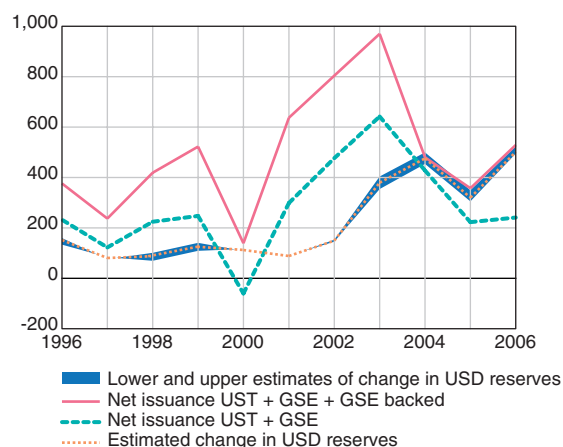 1,000
800
600
400
200
0
-200
1996 1998 2000 2002 2004 2006
Lower and upper estimates of change in USD reserves
Net issuance UST + GSE + GSE backed
Net issuance UST + GSE
Estimated change in USD reserves